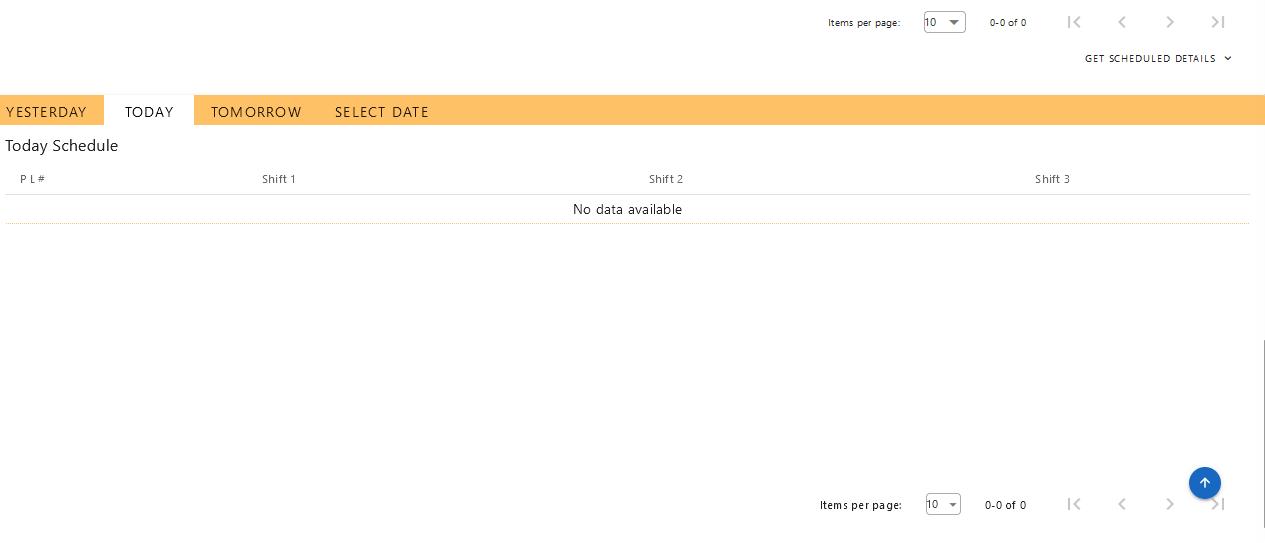 Items per page: 10 0-0 of 0
GET SCHEDULED DETAILS
YESTERDAY TODAY TOMORROW SELECT DATE
Today Schedule
PL# Shift 1 Shift 2 Shift 3
No data available
Items per page: 10 0-0 of 0